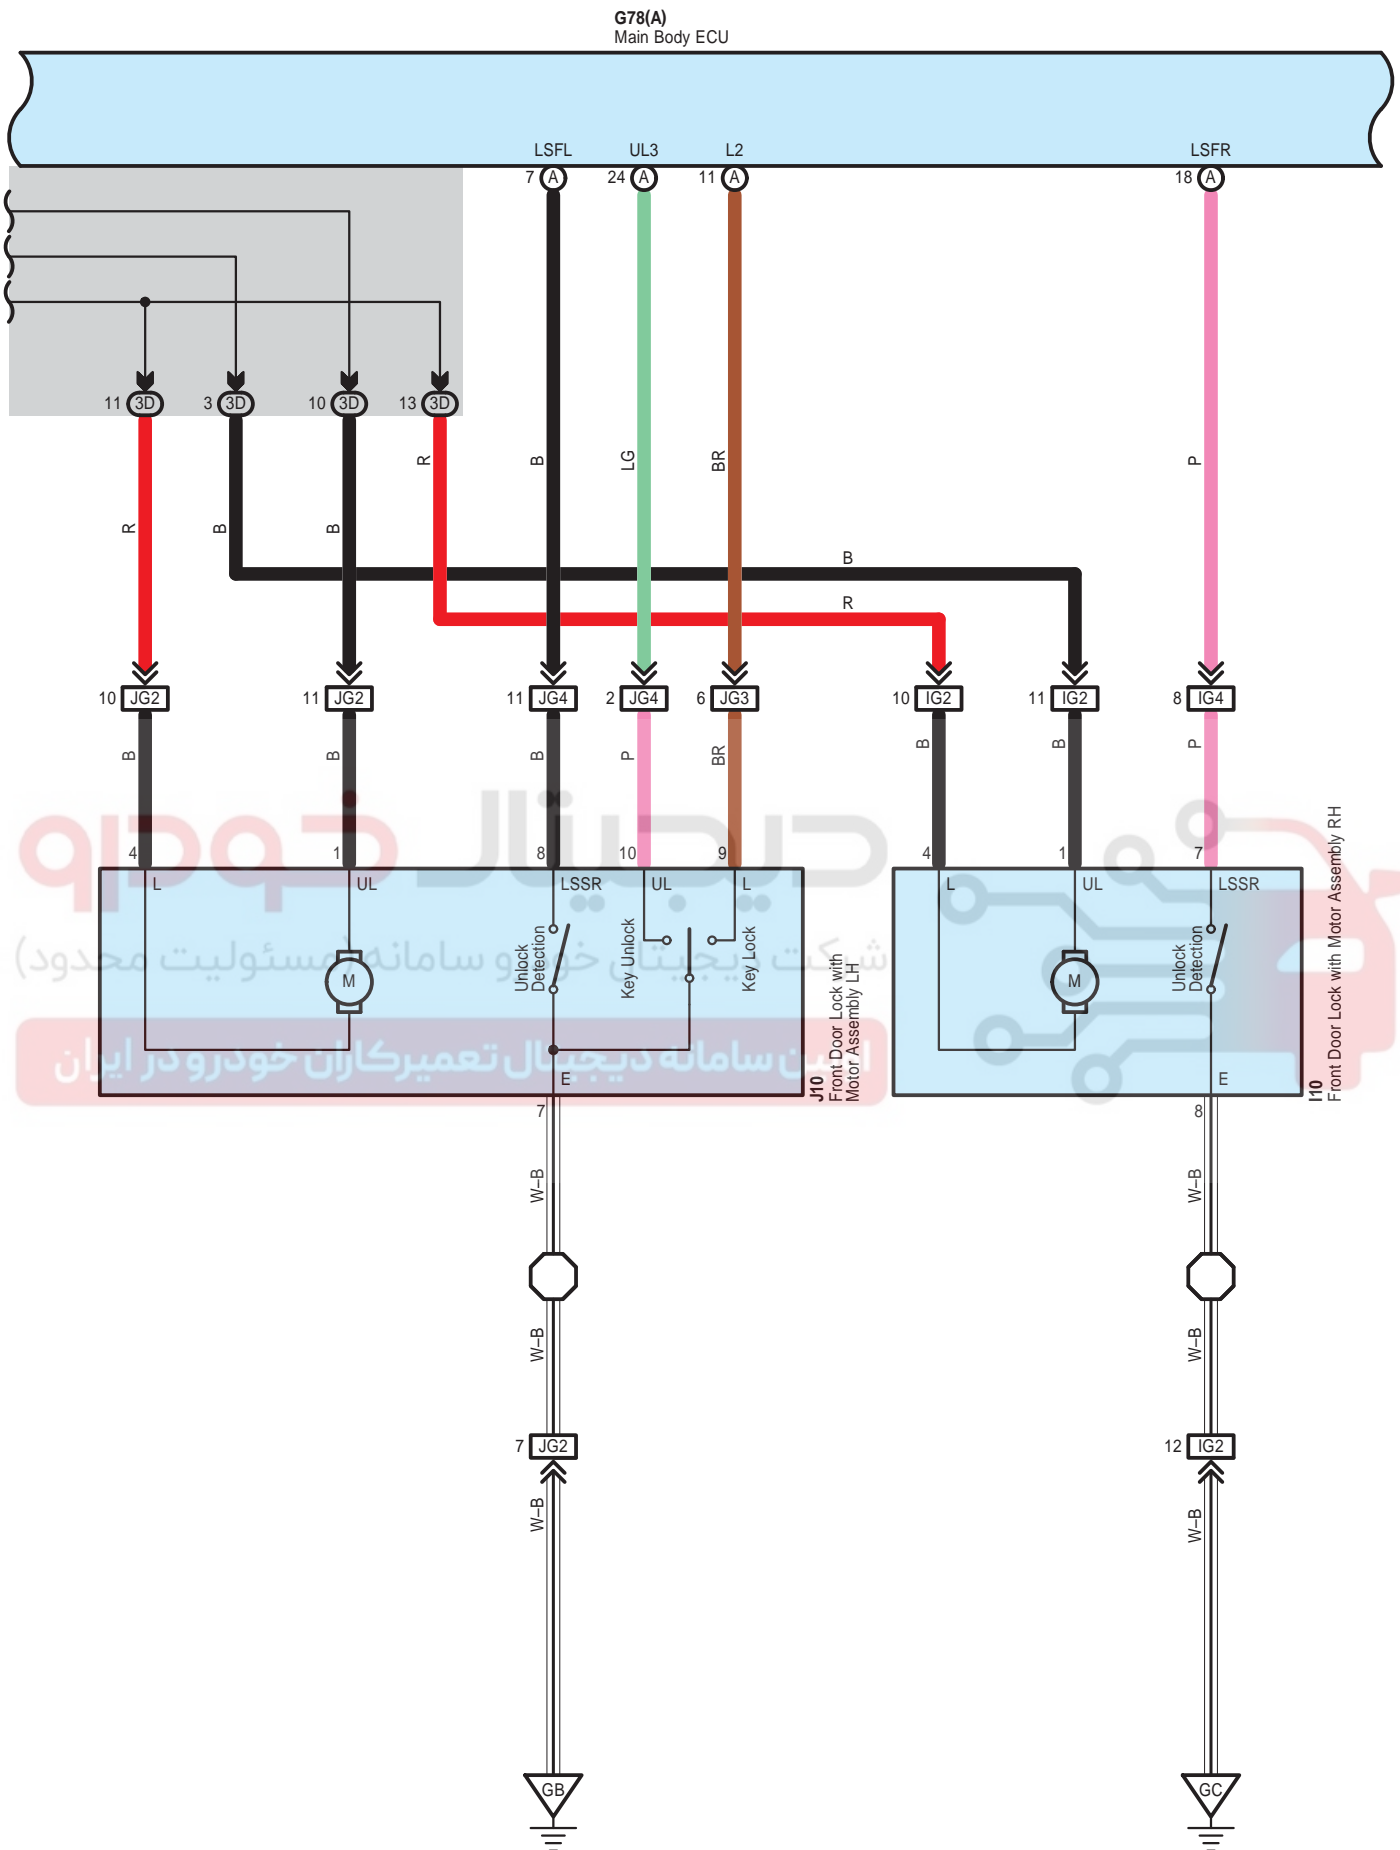 G78(A)
Main Body ECU
LSFL UL3 L2 LSFR
7 A 24 A 11 A 18 A
11 3D 3 3D 10 3D 13 3D
R B LG BR P
R B B
B
R
10 JG2 11 JG2 11 JG4 2 JG4 6 JG3 10 IG2 11 IG2 8 IG4
B B B P BR B B P
دیجیتال خودرو
4 1 8 10 9 4 1 7
L UL LSSR UL L L UL LSSR
شرکت دیجیتال خودرو سامانه (مسئولیت محدود)
Unlock Detection
Key Unlock
Key Lock
Unlock Detection
M M
اولین سامانه دیجیتال تعمیرکاران خودرو در ایران
E E
J10
Front Door Lock with
Motor Assembly LH
I10
Front Door Lock with Motor Assembly RH
7 8
W–B W–B
W–B W–B
7 JG2 12 IG2
W–B W–B
GB GC